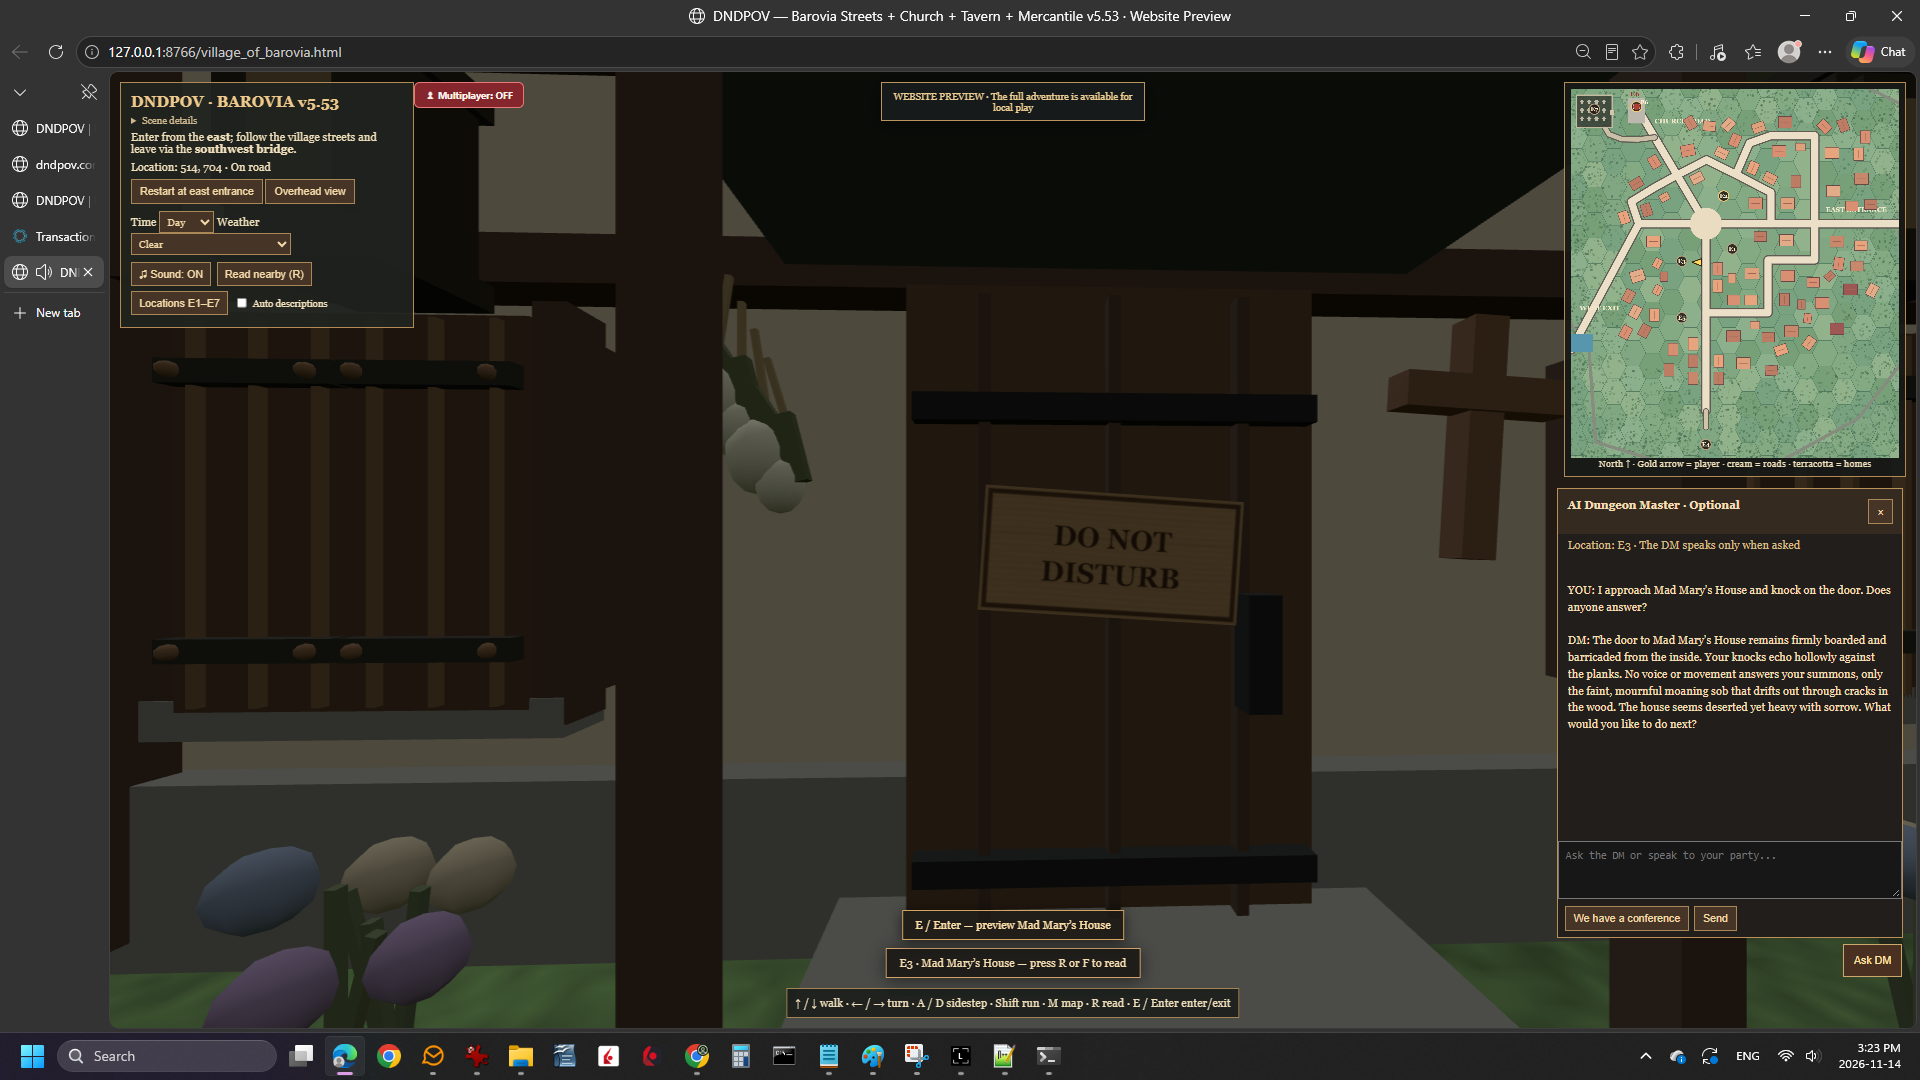 DNDPOV — Barovia Streets + Church + Tavern + Mercantile v5.53 · Website Preview
127.0.0.1:8766/village_of_barovia.html
Chat
DNDPOV |
dndpov.co
DNDPOV |
Transaction
DN
New tab
DNDPOV · BAROVIA v5.53
Scene details
Enter from the east; follow the village streets and
leave via the southwest bridge.
Location: 514, 704 · On road
Restart at east entrance
Overhead view
Time Day Weather
Clear
♫ Sound: ON
Read nearby (R)
Locations E1–E7
Auto descriptions
Multiplayer: OFF
WEBSITE PREVIEW · The full adventure is available for
local play
DO NOT
DISTURB
North ↑ · Gold arrow = player · cream = roads · terracotta = homes
AI Dungeon Master · Optional
×
Location: E3 · The DM speaks only when asked
YOU: I approach Mad Mary's House and knock on the door. Does
anyone answer?
DM: The door to Mad Mary's House remains firmly boarded and
barricaded from the inside. Your knocks echo hollowly against
the planks. No voice or movement answers your summons, only
the faint, mournful moaning sob that drifts out through cracks in
the wood. The house seems deserted yet heavy with sorrow. What
would you like to do next?
Ask the DM or speak to your party...
We have a conference
Send
Ask DM
E / Enter — preview Mad Mary's House
E3 · Mad Mary's House — press R or F to read
↑ / ↓ walk · ← / → turn · A / D sidestep · Shift run · M map · R read · E / Enter enter/exit
Search
ENG
3:23 PM
2026-11-14